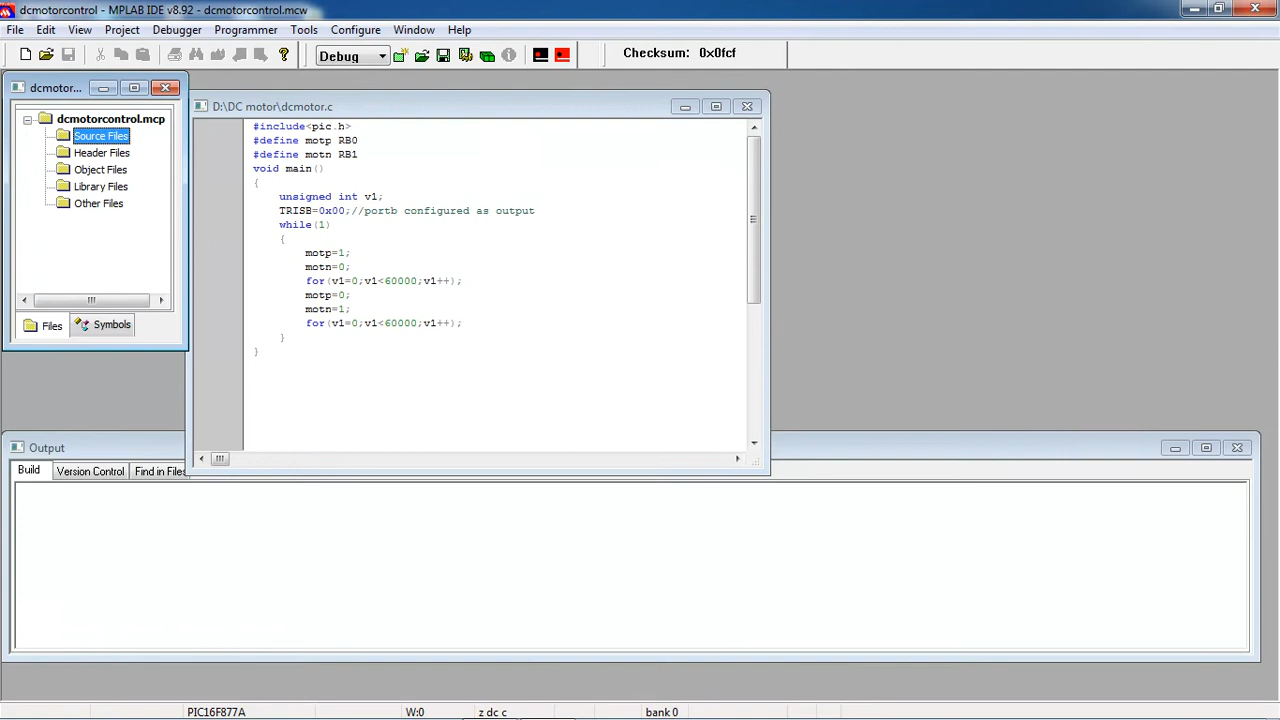 dcmotorcontrol - MPLAB IDE v8.92 - dcmotorcontrol.mcw
File Edit View Project Debugger Programmer Tools Configure Window Help
Debug Checksum: 0x0fcf
dcmotor...
dcmotorcontrol.mcp
Source Files
Header Files
Object Files
Library Files
Other Files
Files Symbols
D:\DC motor\dcmotor.c
#include<pic.h>
#define motp RB0
#define motn RB1
void main()
{
unsigned int v1;
TRISB=0x00;//portb configured as output
while(1)
{
motp=1;
motn=0;
for(v1=0;v1<60000;v1++);
motp=0;
motn=1;
for(v1=0;v1<60000;v1++);
}
}
Output
Build Version Control Find in Files
PIC16F877A W:0 z dc c bank 0